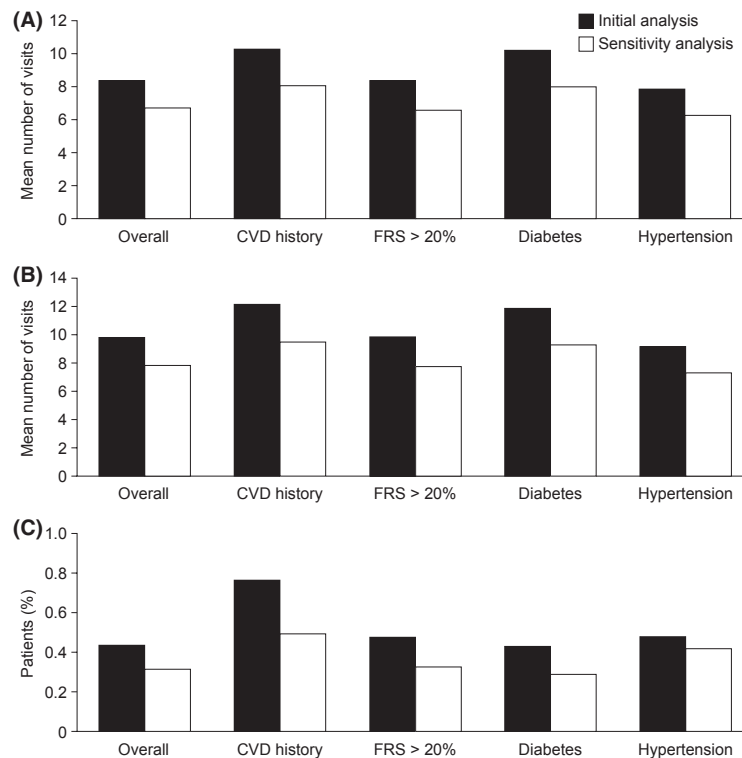 (A)
12
10
8
6
4
2
0
Mean number of visits
Initial analysis
Sensitivity analysis
Overall CVD history FRS > 20% Diabetes Hypertension
(B)
14
12
10
8
6
4
2
0
Mean number of visits
Overall CVD history FRS > 20% Diabetes Hypertension
(C)
1.0
0.8
0.6
0.4
0.2
0
Patients (%)
Overall CVD history FRS > 20% Diabetes Hypertension